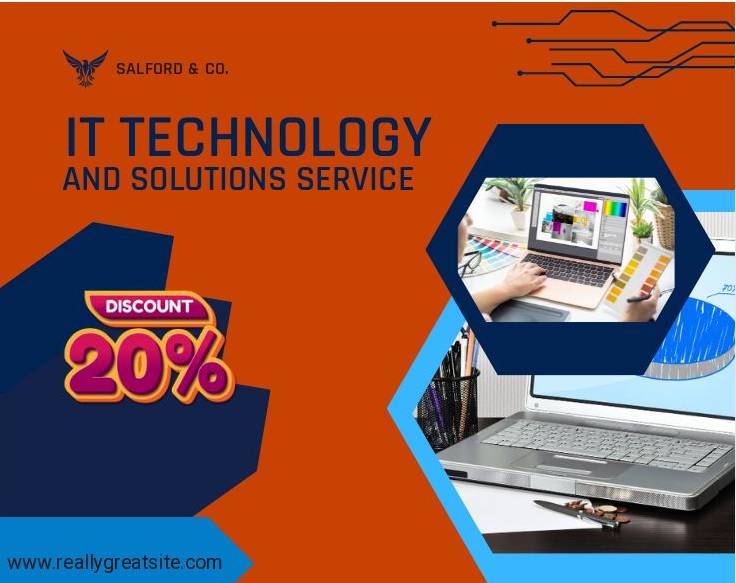 SALFORD & CO.
IT TECHNOLOGY
AND SOLUTIONS SERVICE
DISCOUNT
20%
www.reallygreatsite.com